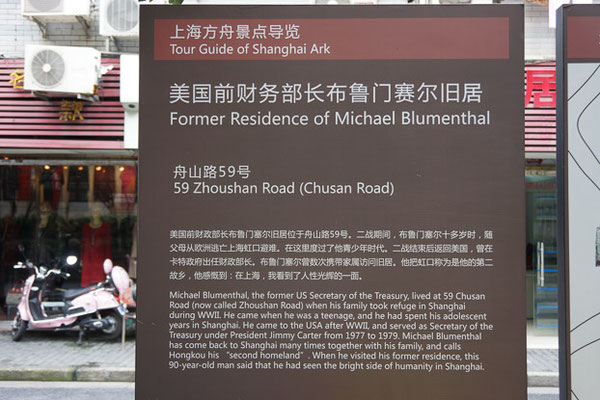 上海方舟景点导览
Tour Guide of Shanghai Ark
美国前财务部长布鲁门赛尔旧居
Former Residence of Michael Blumenthal
舟山路59号
59 Zhoushan Road (Chusan Road)
美国前财政部长布鲁门赛尔旧居位于舟山路59号。二战期间，布鲁门塞尔十多岁时，随
父母从欧洲逃亡上海虹口避难。在这里度过了他青少年时代。二战结束后返回美国，曾在
卡特政府出任财政部长。布鲁门塞尔曾数次携带家属访问旧居。他把虹口称为是他的第二
故乡，他感慨到：在上海，我看到了人性光辉的一面。
Michael Blumenthal, the former US Secretary of the Treasury, lived at 59 Chusan
Road (now called Zhoushan Road) when his family took refuge in Shanghai
during WWII. He came when he was a teenage, and he had spent his adolescent
years in Shanghai. He came to the USA after WWII, and served as Secretary of the
Treasury under President Jimmy Carter from 1977 to 1979. Michael Blumenthal
has come back to Shanghai many times together with his family, and calls
Hongkou his “second homeland”. When he visited his former residence, this
90-year-old man said that he had seen the bright side of humanity in Shanghai.